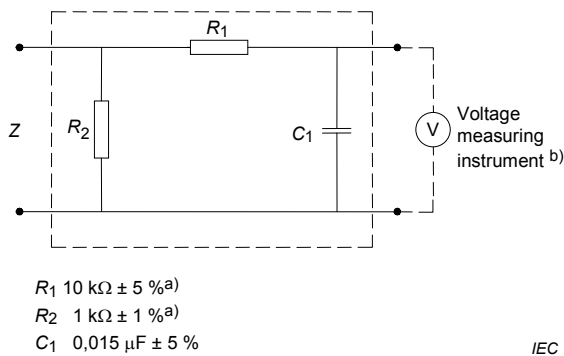 R1
Z
R2
C1
V
Voltage
measuring
instrument b)
R1 10 kΩ ± 5 %a)
R2 1 kΩ ± 1 %a)
C1 0,015 μF ± 5 %
IEC